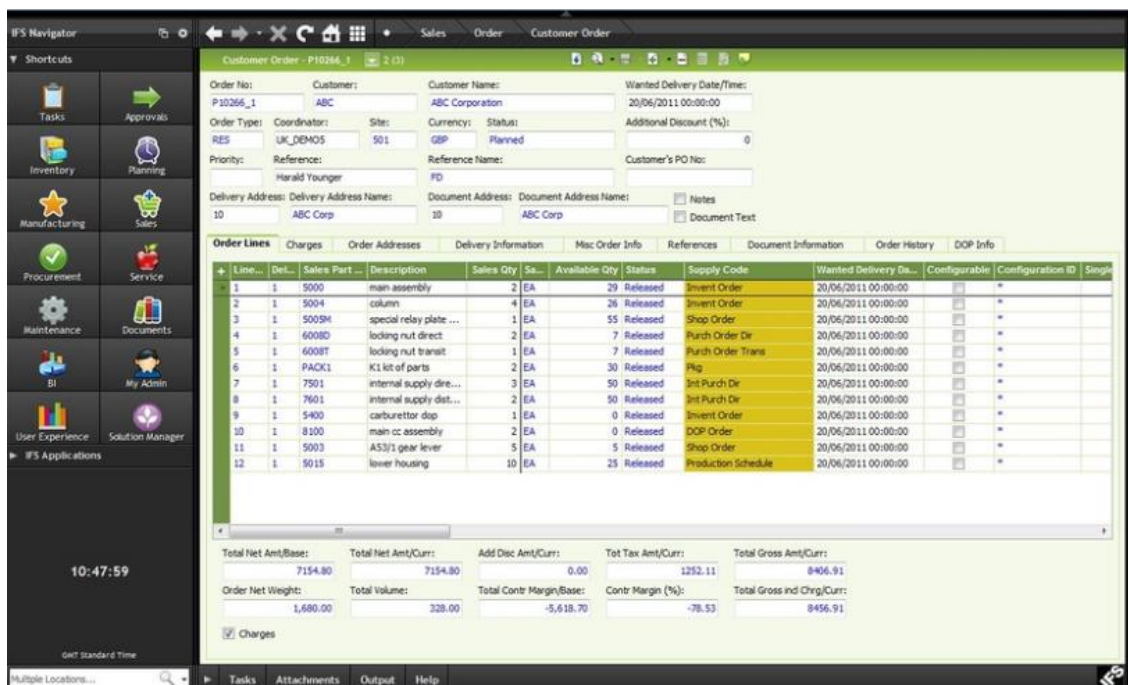 IFS Navigator
Sales Order Customer Order
Shortcuts
Customer Order - P10266_1 2 (3)
Tasks Approvals
Inventory Planning
Manufacturing Sales
Procurement Service
Maintenance Documents
BI My Admin
User Experience Solution Manager
IFS Applications
10:47:59
GMT Standard Time
Multiple Locations...
Order No: Customer: Customer Name: Wanted Delivery Date/Time:
P10266_1 ABC ABC Corporation 20/06/2011 00:00:00
Order Type: Coordinator: Site: Currency: Status: Additional Discount (%):
RES UK_DEMO5 501 GBP Planned 0
Priority: Reference: Reference Name: Customer's PO No:
Harald Younger FD
Delivery Address: Delivery Address Name: Document Address: Document Address Name: Notes
10 ABC Corp 10 ABC Corp Document Text
Order Lines Charges Order Addresses Delivery Information Misc Order Info References Document Information Order History DOP Info
Line... Del... Sales Part ... Description Sales Qty Sa... Available Qty Status Supply Code Wanted Delivery Da... Configurable Configuration ID Single
1 1 5000 main assembly 2 EA 29 Released Invent Order 20/06/2011 00:00:00 *
2 1 5004 column 4 EA 26 Released Invent Order 20/06/2011 00:00:00 *
3 1 5005M special relay plate ... 1 EA 55 Released Shop Order 20/06/2011 00:00:00 *
4 1 6008D locking nut direct 2 EA 7 Released Purch Order Dir 20/06/2011 00:00:00 *
5 1 6008T locking nut transit 1 EA 7 Released Purch Order Trans 20/06/2011 00:00:00 *
6 1 PACK1 K1 kit of parts 2 EA 30 Released Pkg 20/06/2011 00:00:00 *
7 1 7501 internal supply dire... 3 EA 50 Released Int Purch Dir 20/06/2011 00:00:00 *
8 1 7601 internal supply dist... 2 EA 50 Released Int Purch Dir 20/06/2011 00:00:00 *
9 1 5400 carburettor dop 1 EA 0 Released Invent Order 20/06/2011 00:00:00 *
10 1 8100 main cc assembly 2 EA 0 Released DOP Order 20/06/2011 00:00:00 *
11 1 5003 A53/1 gear lever 5 EA 5 Released Shop Order 20/06/2011 00:00:00 *
12 1 5015 lower housing 10 EA 25 Released Production Schedule 20/06/2011 00:00:00 *
Total Net Amt/Base: Total Net Amt/Curr: Add Disc Amt/Curr: Tot Tax Amt/Curr: Total Gross Amt/Curr:
7154.80 7154.80 0.00 1252.11 8406.91
Order Net Weight: Total Volume: Total Contr Margin/Base: Contr Margin (%): Total Gross incl Chrg/Curr:
1,680.00 328.00 -5,618.70 -78.53 8456.91
Charges
Tasks Attachments Output Help
IFS